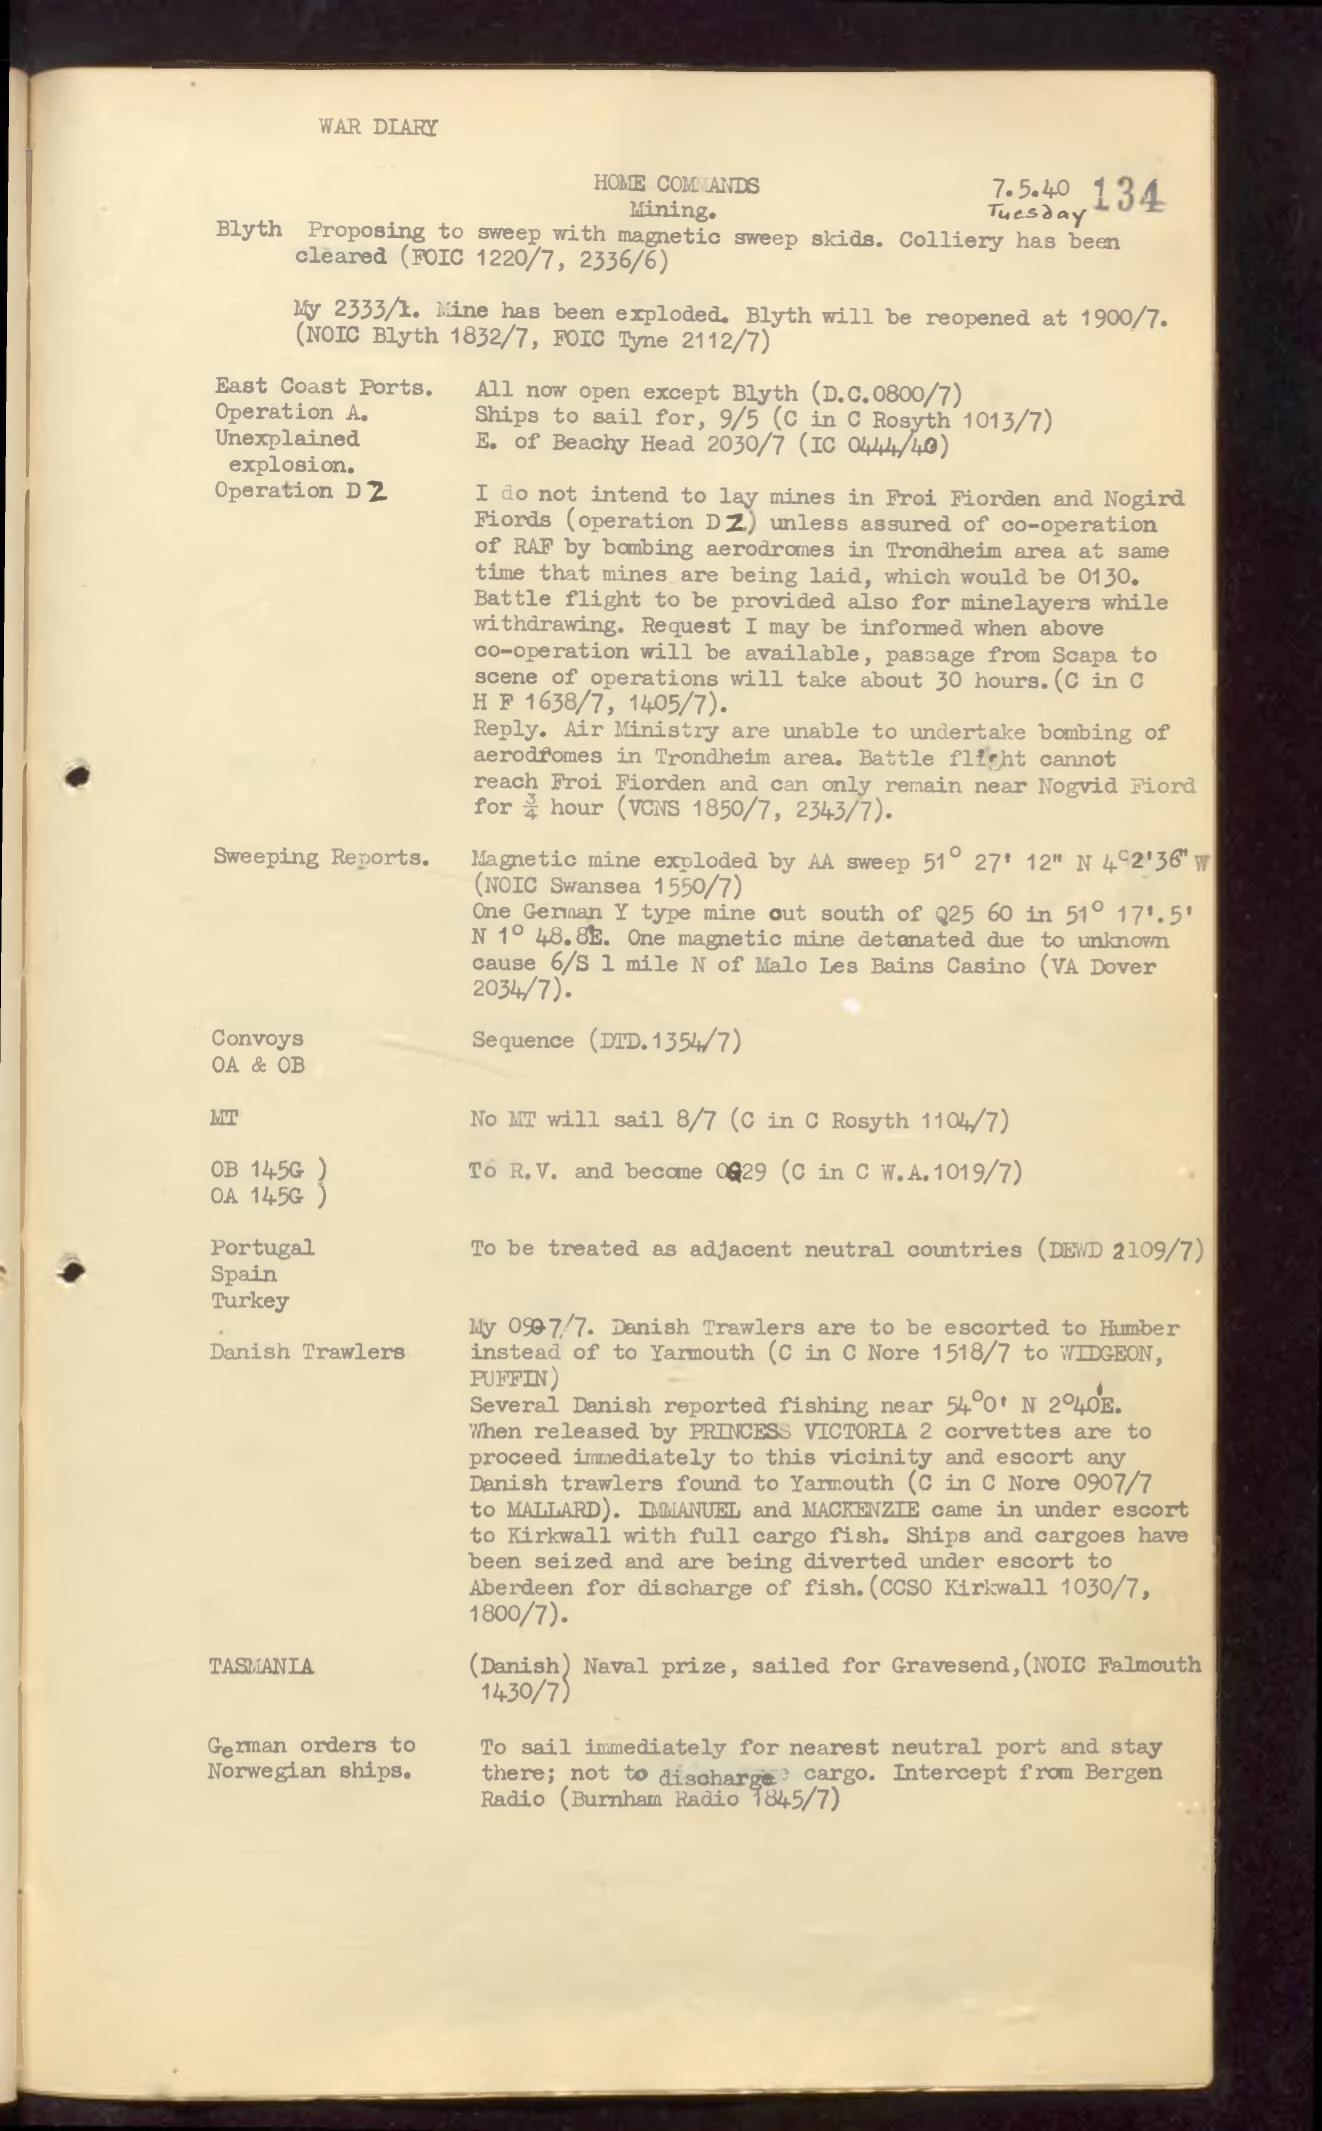 WAR DIARY
HOME COMMANDS 7.5.40 134
Mining. Tuesday
Blyth Proposing to sweep with magnetic sweep skids. Colliery has been
cleared (FOIC 1220/7, 2336/6)
My 2333/1. Mine has been exploded. Blyth will be reopened at 1900/7.
(NOIC Blyth 1832/7, FOIC Tyne 2112/7)
East Coast Ports. All now open except Blyth (D.C.0800/7)
Operation A. Ships to sail for, 9/5 (C in C Rosyth 1013/7)
Unexplained E. of Beachy Head 2030/7 (IC 0444/40)
explosion.
Operation DZ I do not intend to lay mines in Froi Fiorden and Nogird
Fiords (operation DZ) unless assured of co-operation
of RAF by bombing aerodromes in Trondheim area at same
time that mines are being laid, which would be 0130.
Battle flight to be provided also for minelayers while
withdrawing. Request I may be informed when above
co-operation will be available, passage from Scapa to
scene of operations will take about 30 hours.(C in C
H F 1638/7, 1405/7).
Reply. Air Ministry are unable to undertake bombing of
aerodromes in Trondheim area. Battle flight cannot
reach Froi Fiorden and can only remain near Nogvid Fiord
for ¾ hour (VCNS 1850/7, 2343/7).
Sweeping Reports. Magnetic mine exploded by AA sweep 51° 27' 12" N 4°2'36" W
(NOIC Swansea 1550/7)
One German Y type mine out south of Q25 60 in 51° 17'.5'
N 1° 48.8'E. One magnetic mine detonated due to unknown
cause 6/S 1 mile N of Malo Les Bains Casino (VA Dover
2034/7).
Convoys Sequence (DTD.1354/7)
OA & OB
MT No MT will sail 8/7 (C in C Rosyth 1104/7)
OB 145G ) To R.V. and become OG29 (C in C W.A.1019/7)
OA 145G )
Portugal To be treated as adjacent neutral countries (DEWD 2109/7)
Spain
Turkey
My 0907/7. Danish Trawlers are to be escorted to Humber
Danish Trawlers instead of to Yarmouth (C in C Nore 1518/7 to WIDGEON,
PUFFIN)
Several Danish reported fishing near 54°0' N 2°40'E.
When released by PRINCESS VICTORIA 2 corvettes are to
proceed immediately to this vicinity and escort any
Danish trawlers found to Yarmouth (C in C Nore 0907/7
to MALLARD). IMMANUEL and MACKENZIE came in under escort
to Kirkwall with full cargo fish. Ships and cargoes have
been seized and are being diverted under escort to
Aberdeen for discharge of fish.(CCSO Kirkwall 1030/7,
1800/7).
TASMANIA (Danish) Naval prize, sailed for Gravesend,(NOIC Falmouth
1430/7)
German orders to To sail immediately for nearest neutral port and stay
Norwegian ships. there; not to discharge cargo. Intercept from Bergen
Radio (Burnham Radio 1845/7)